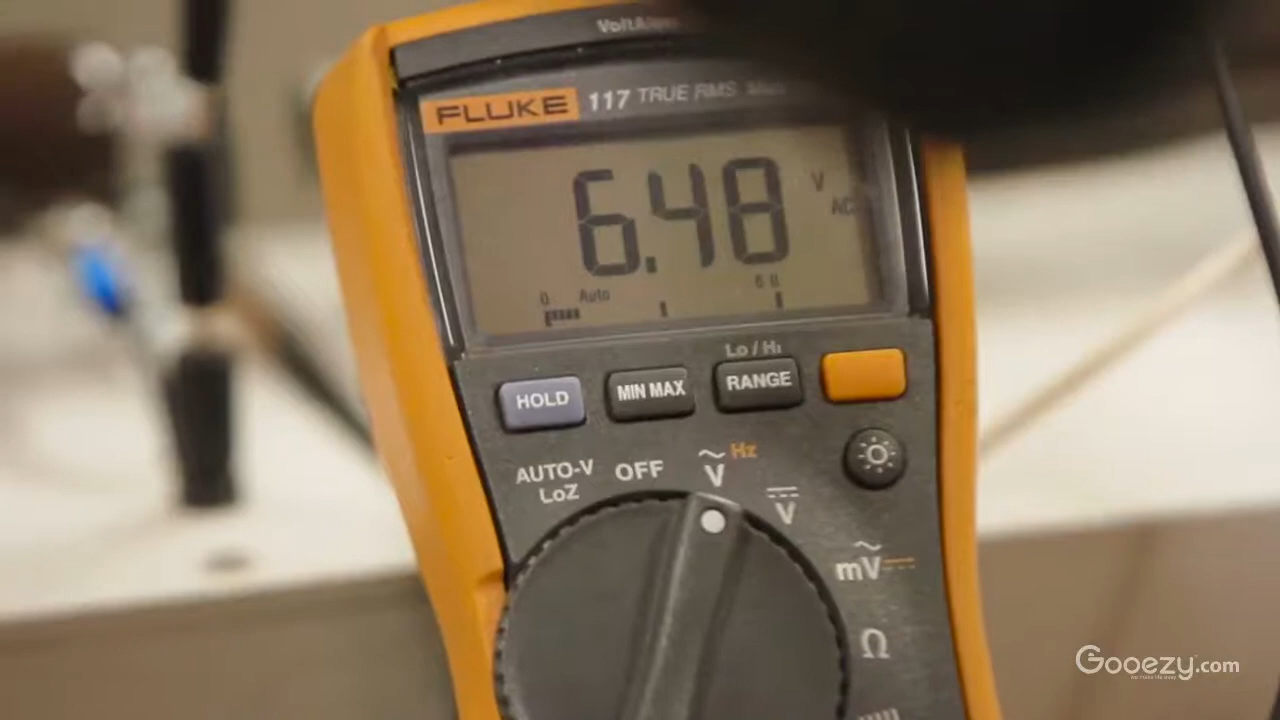 VoltAlert
FLUKE 117 TRUE RMS
6.48 V
AC
0 Auto
HOLD
MIN MAX
Lo / Hi
RANGE
AUTO-V
LoZ
OFF
Hz
V
V
mV
Ω
Gooezy.com